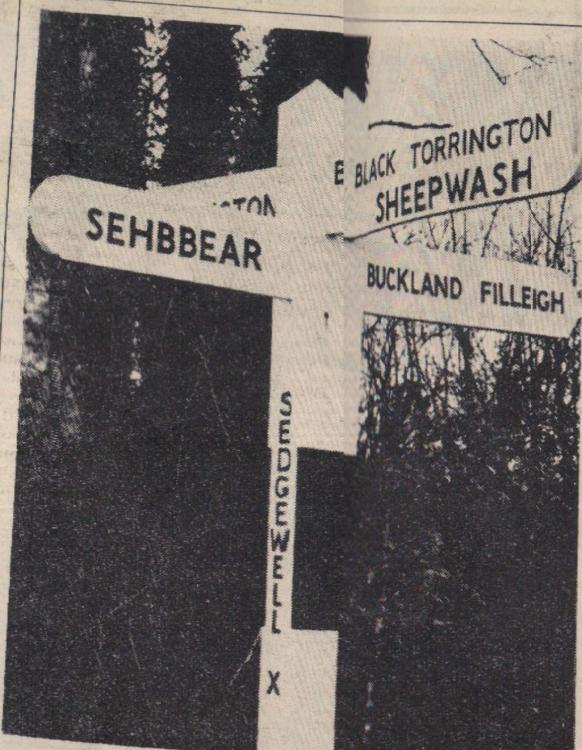 BLACK TORRINGTON
SHEEPWASH
SEHBBEAR
BUCKLAND FILLEIGH
SEDGEWELL
X